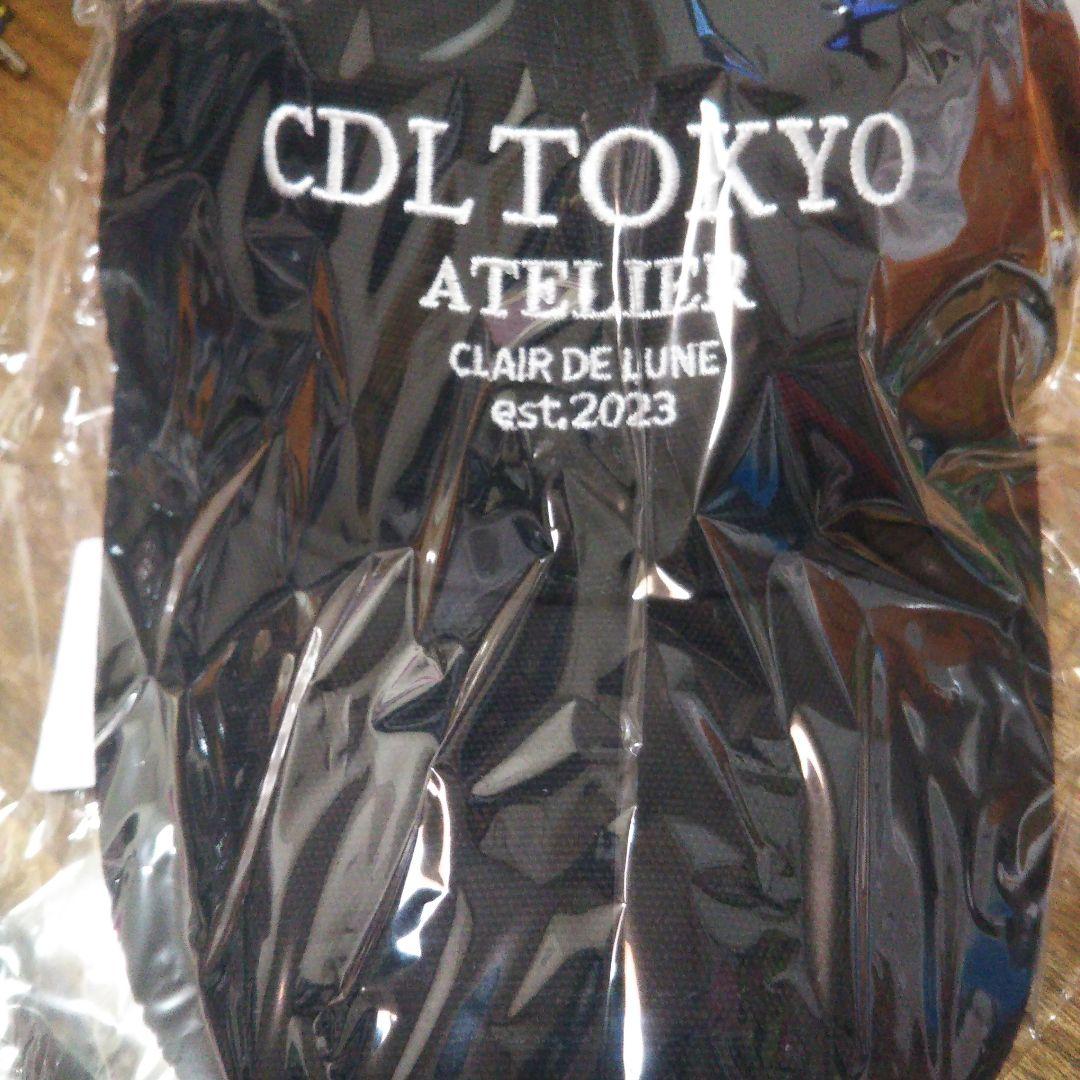 CDL TOKYO
ATELIER
CLAIR DE LUNE
est.2023